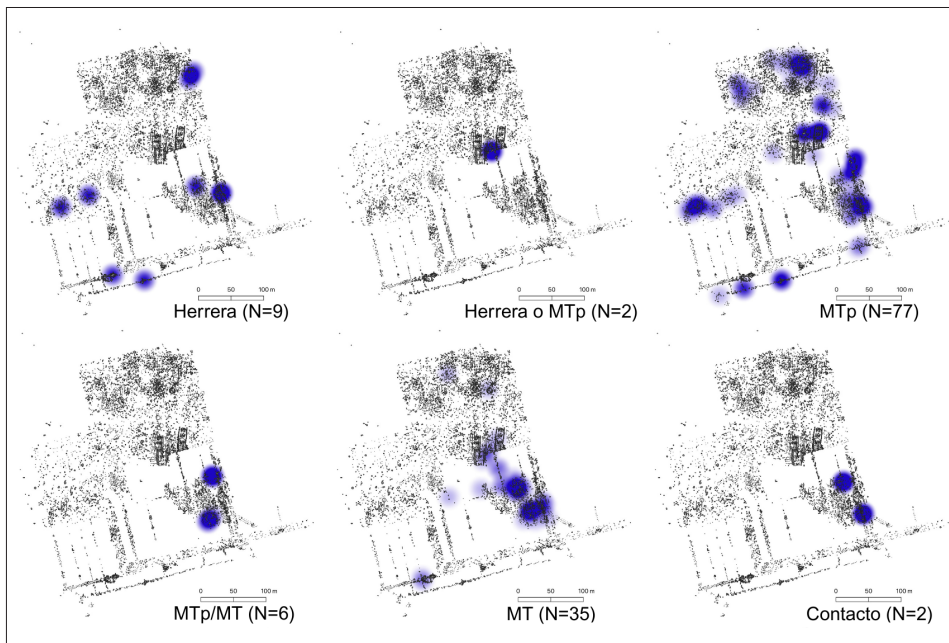 0 50 100 m
Herrera (N=9)
0 50 100 m
Herrera o MTp (N=2)
0 50 100 m
MTp (N=77)
0 50 100 m
MTp/MT (N=6)
0 50 100 m
MT (N=35)
0 50 100 m
Contacto (N=2)